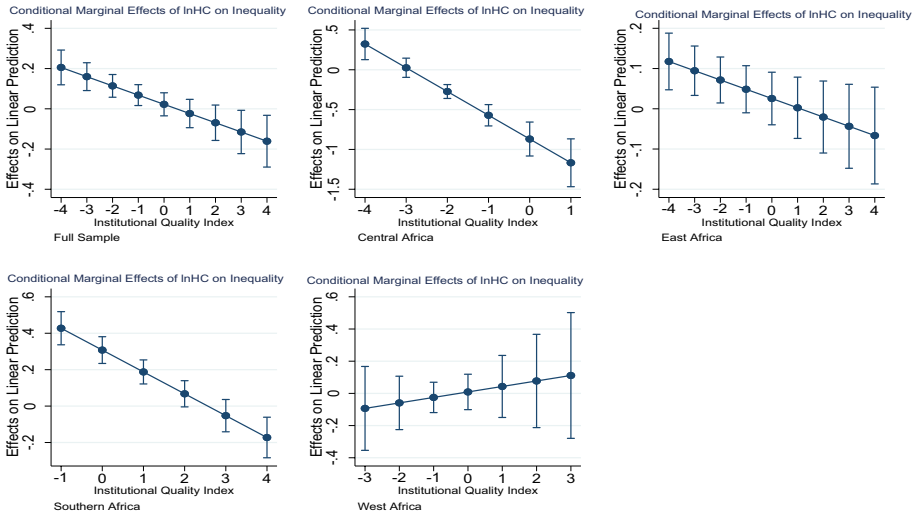 Conditional Marginal Effects of lnHC on Inequality
Effects on Linear Prediction
.4
.2
0
-.2
-.4
-4 -3 -2 -1 0 1 2 3 4
Institutional Quality Index
Full Sample
Conditional Marginal Effects of lnHC on Inequality
Effects on Linear Prediction
.5
0
-.5
-1
-1.5
-4 -3 -2 -1 0 1
Institutional Quality Index
Central Africa
Conditional Marginal Effects of lnHC on Inequality
Effects on Linear Prediction
.2
.1
0
-.1
-.2
-4 -3 -2 -1 0 1 2 3 4
Institutional Quality Index
East Africa
Conditional Marginal Effects of lnHC on Inequality
Effects on Linear Prediction
.6
.4
.2
0
-.2
-1 0 1 2 3 4
Institutional Quality Index
Southern Africa
Conditional Marginal Effects of lnHC on Inequality
Effects on Linear Prediction
.6
.4
.2
0
-.2
-.4
-3 -2 -1 0 1 2 3
Institutional Quality Index
West Africa